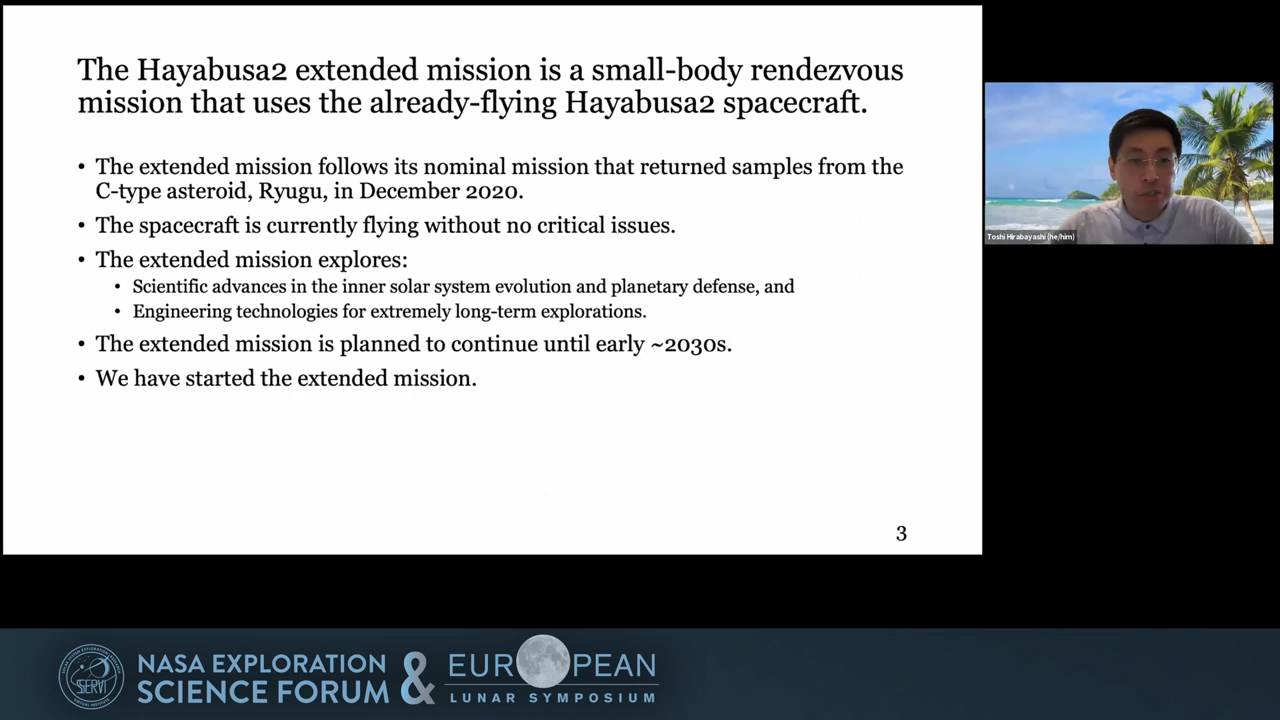 The Hayabusa2 extended mission is a small-body rendezvous
mission that uses the already-flying Hayabusa2 spacecraft.
• The extended mission follows its nominal mission that returned samples from the
C-type asteroid, Ryugu, in December 2020.
• The spacecraft is currently flying without no critical issues.
• The extended mission explores:
• Scientific advances in the inner solar system evolution and planetary defense, and
• Engineering technologies for extremely long-term explorations.
• The extended mission is planned to continue until early ~2030s.
• We have started the extended mission.
3
Toshi Hirabayashi (he/him)
SSERVI
NASA EXPLORATION
SCIENCE FORUM
&
EUROPEAN
LUNAR SYMPOSIUM